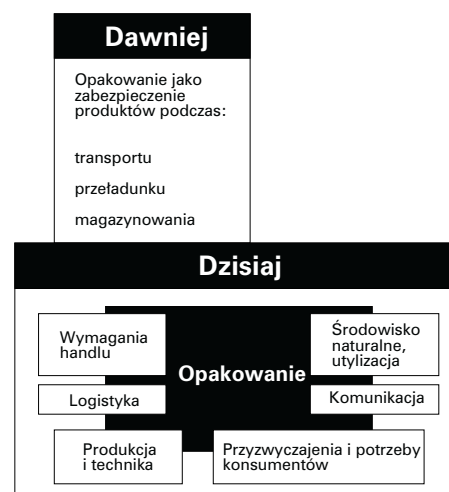 Dawniej
Opakowanie jako
zabezpieczenie
produktów podczas:
transportu
przeładunku
magazynowania
Dzisiaj
Wymagania
handlu
Środowisko
naturalne,
utylizacja
Opakowanie
Logistyka
Komunikacja
Produkcja
i technika
Przyzwyczajenia i potrzeby
konsumentów